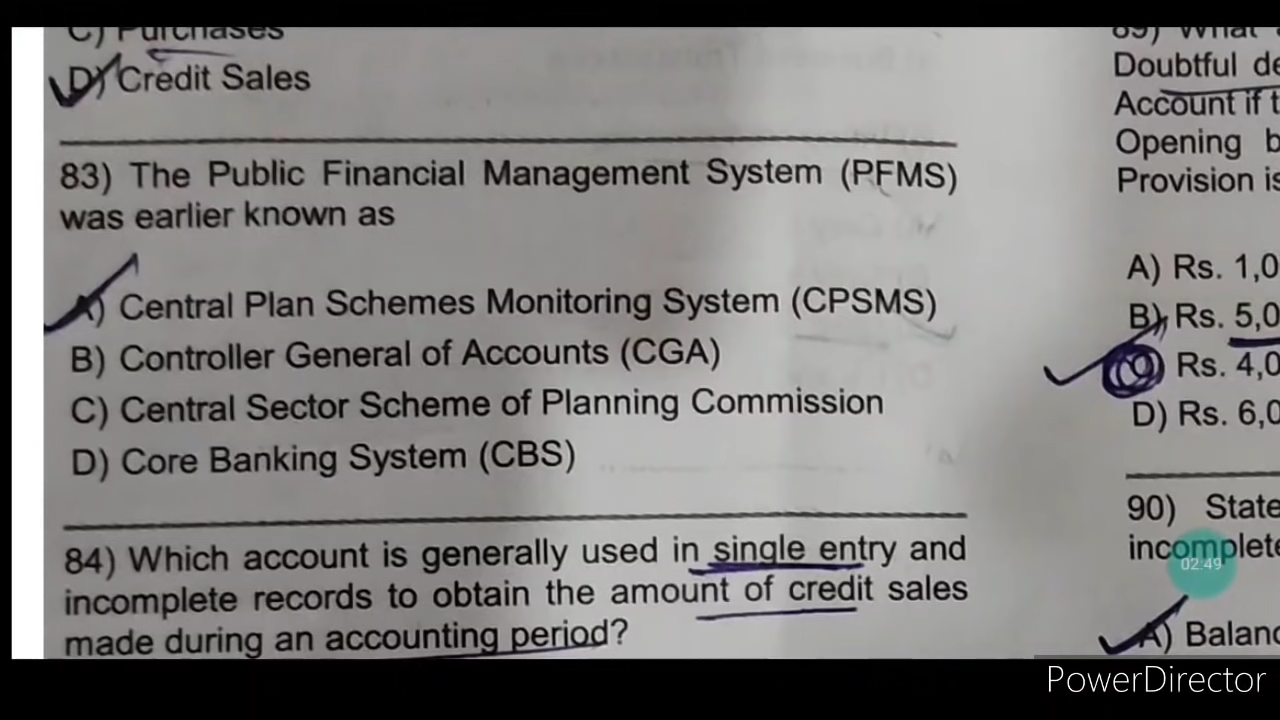 C) Purchases
D) Credit Sales
83) The Public Financial Management System (PFMS)
was earlier known as
A) Central Plan Schemes Monitoring System (CPSMS)
B) Controller General of Accounts (CGA)
C) Central Sector Scheme of Planning Commission
D) Core Banking System (CBS)
84) Which account is generally used in single entry and
incomplete records to obtain the amount of credit sales
made during an accounting period?
89) What
Doubtful de
Account if t
Opening b
Provision is
A) Rs. 1,0
B) Rs. 5,0
Rs. 4,0
D) Rs. 6,0
90) State
incomplete
02:49
A) Balanc
PowerDirector